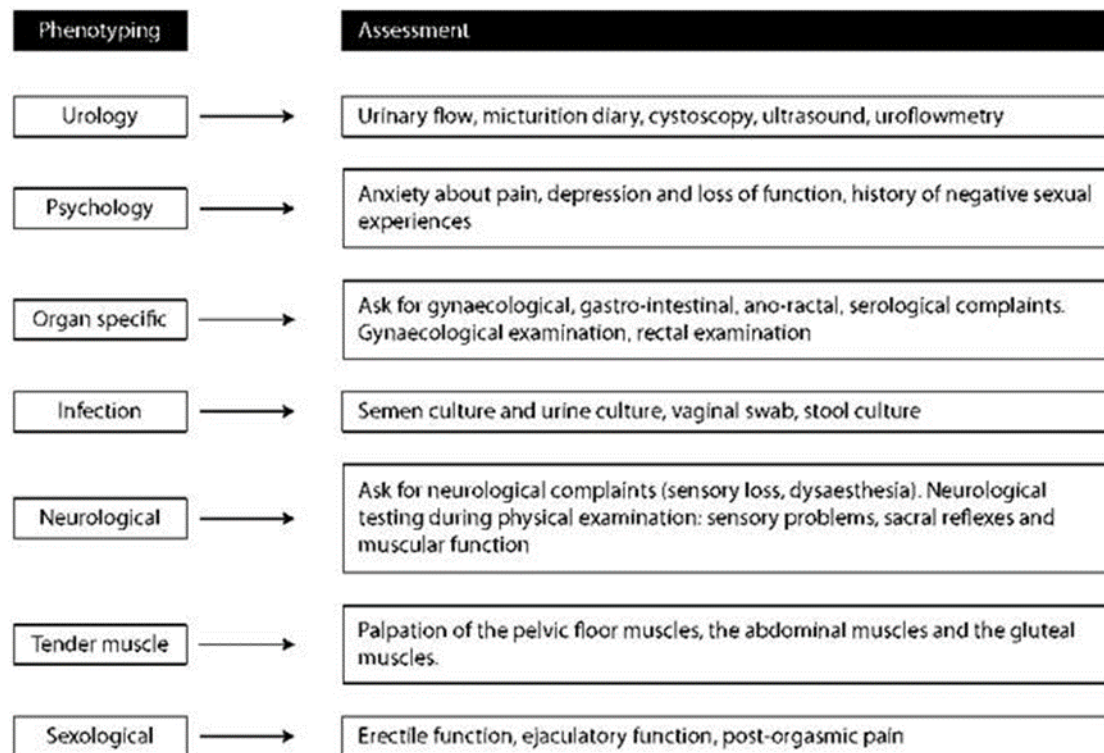 Phenotyping
Assessment
Urology
Urinary flow, micturition diary, cystoscopy, ultrasound, uroflowmetry
Psychology
Anxiety about pain, depression and loss of function, history of negative sexual
experiences
Organ specific
Ask for gynaecological, gastro-intestinal, ano-ractal, serological complaints.
Gynaecological examination, rectal examination
Infection
Semen culture and urine culture, vaginal swab, stool culture
Neurological
Ask for neurological complaints (sensory loss, dysaesthesia). Neurological
testing during physical examination: sensory problems, sacral reflexes and
muscular function
Tender muscle
Palpation of the pelvic floor muscles, the abdominal muscles and the gluteal
muscles.
Sexological
Erectile function, ejaculatory function, post-orgasmic pain